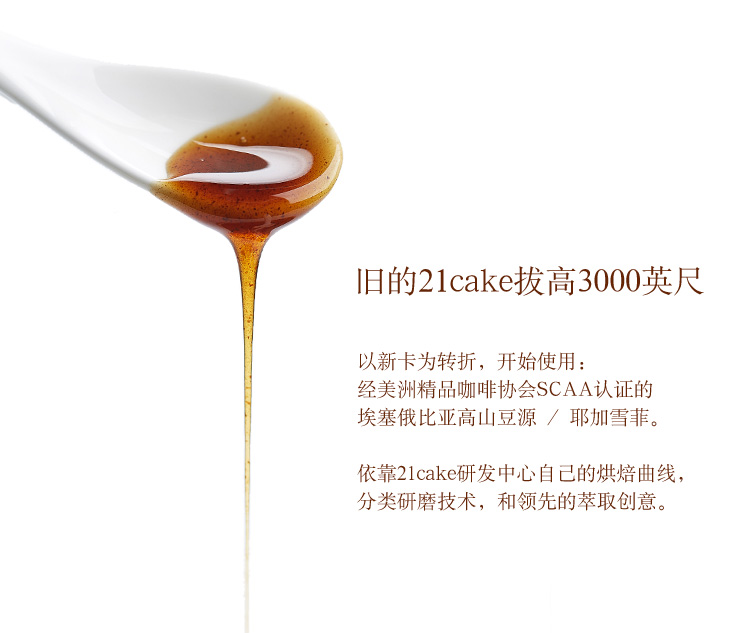 旧的21cake拔高3000英尺
以新卡为转折，开始使用：
经美洲精品咖啡协会SCAA认证的
埃塞俄比亚高山豆源 / 耶加雪菲。
依靠21cake研发中心自己的烘焙曲线，
分类研磨技术，和领先的萃取创意。